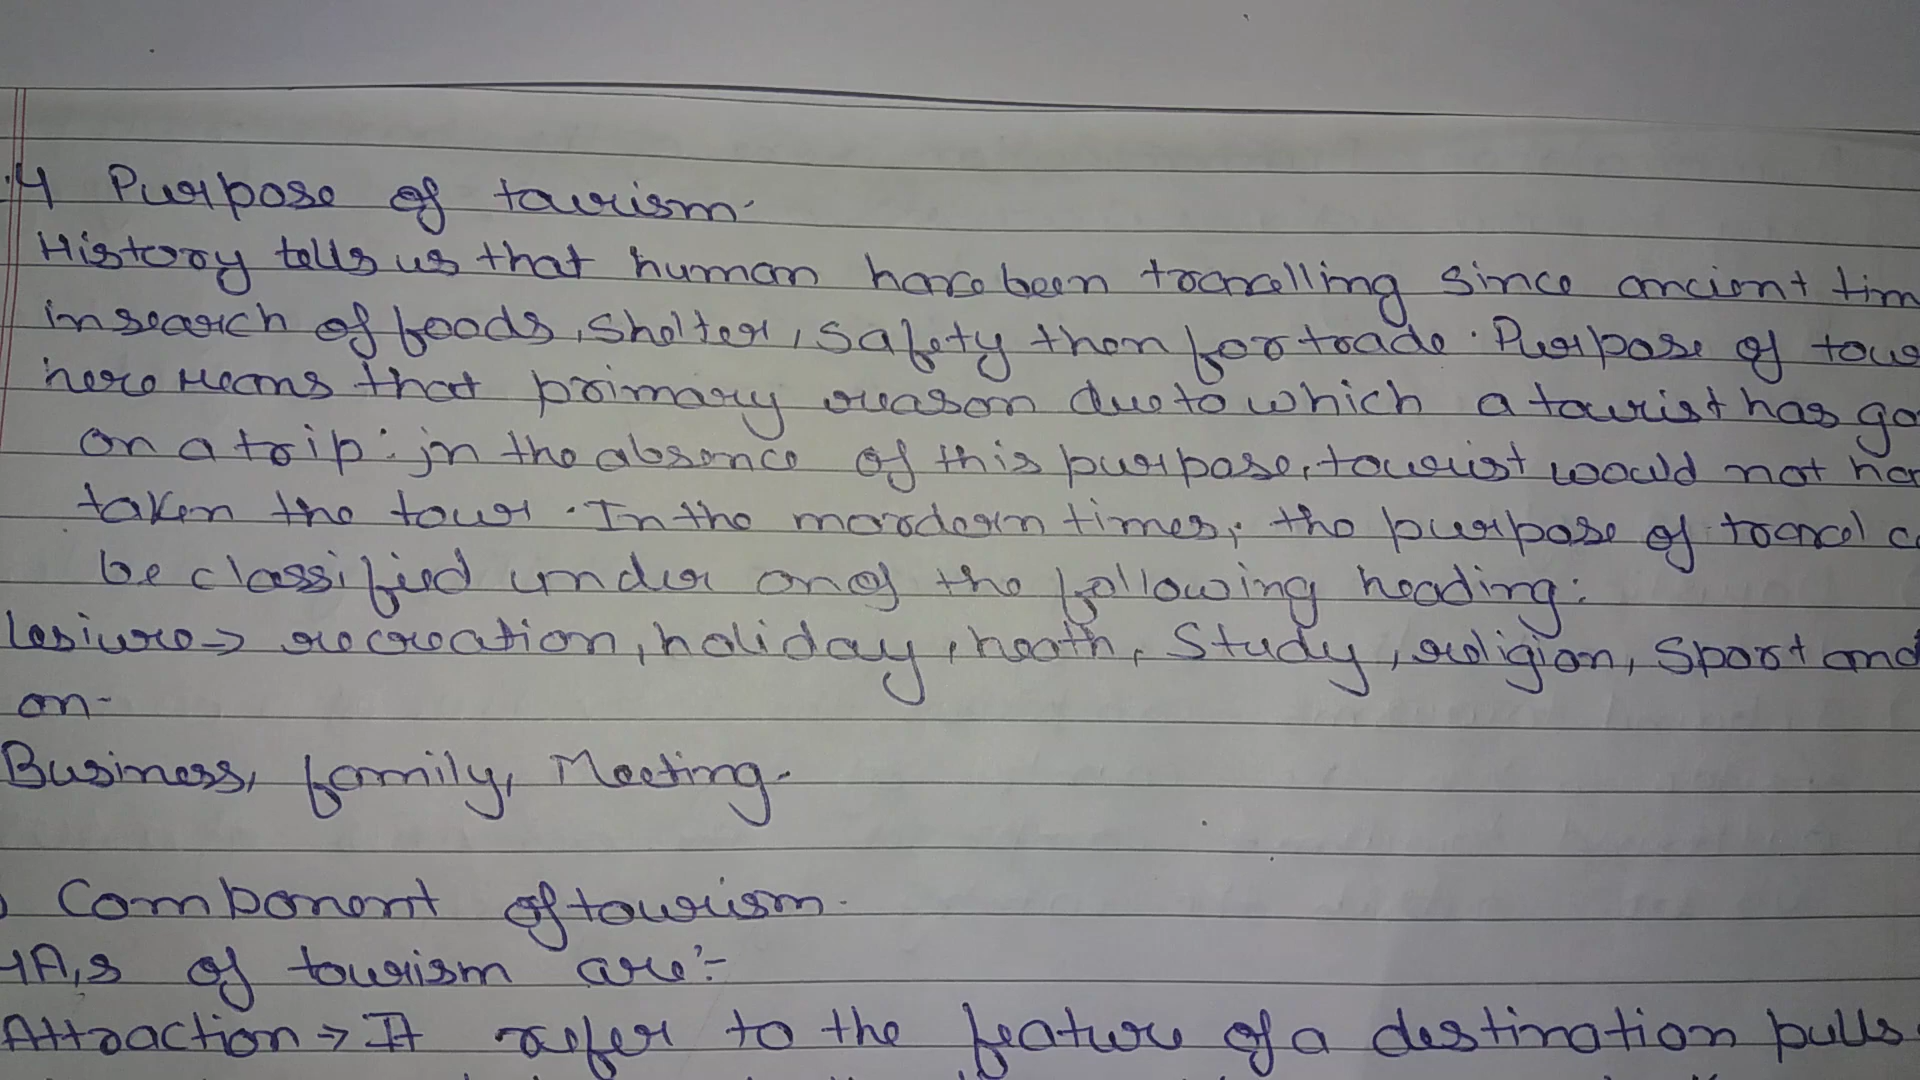 .4 Purpose of tourism.
History tells us that human have been travelling since ancient tim
in search of foods, shelter, safety then for trade. Purpose of tour
here means that primary reason due to which a tourist has go
on a trip. in the absence of this purpose, tourist would not ha
taken the tour. In the mordern times, the purpose of travel c
be classified under one of the following heading:
Lesiure → recreation, holiday, heath, Study, religion, Sport and
on-
Business, family, Meeting.
Component of tourism.
4A,s of tourism are:-
Attraction → It refer to the feature of a destination pulls